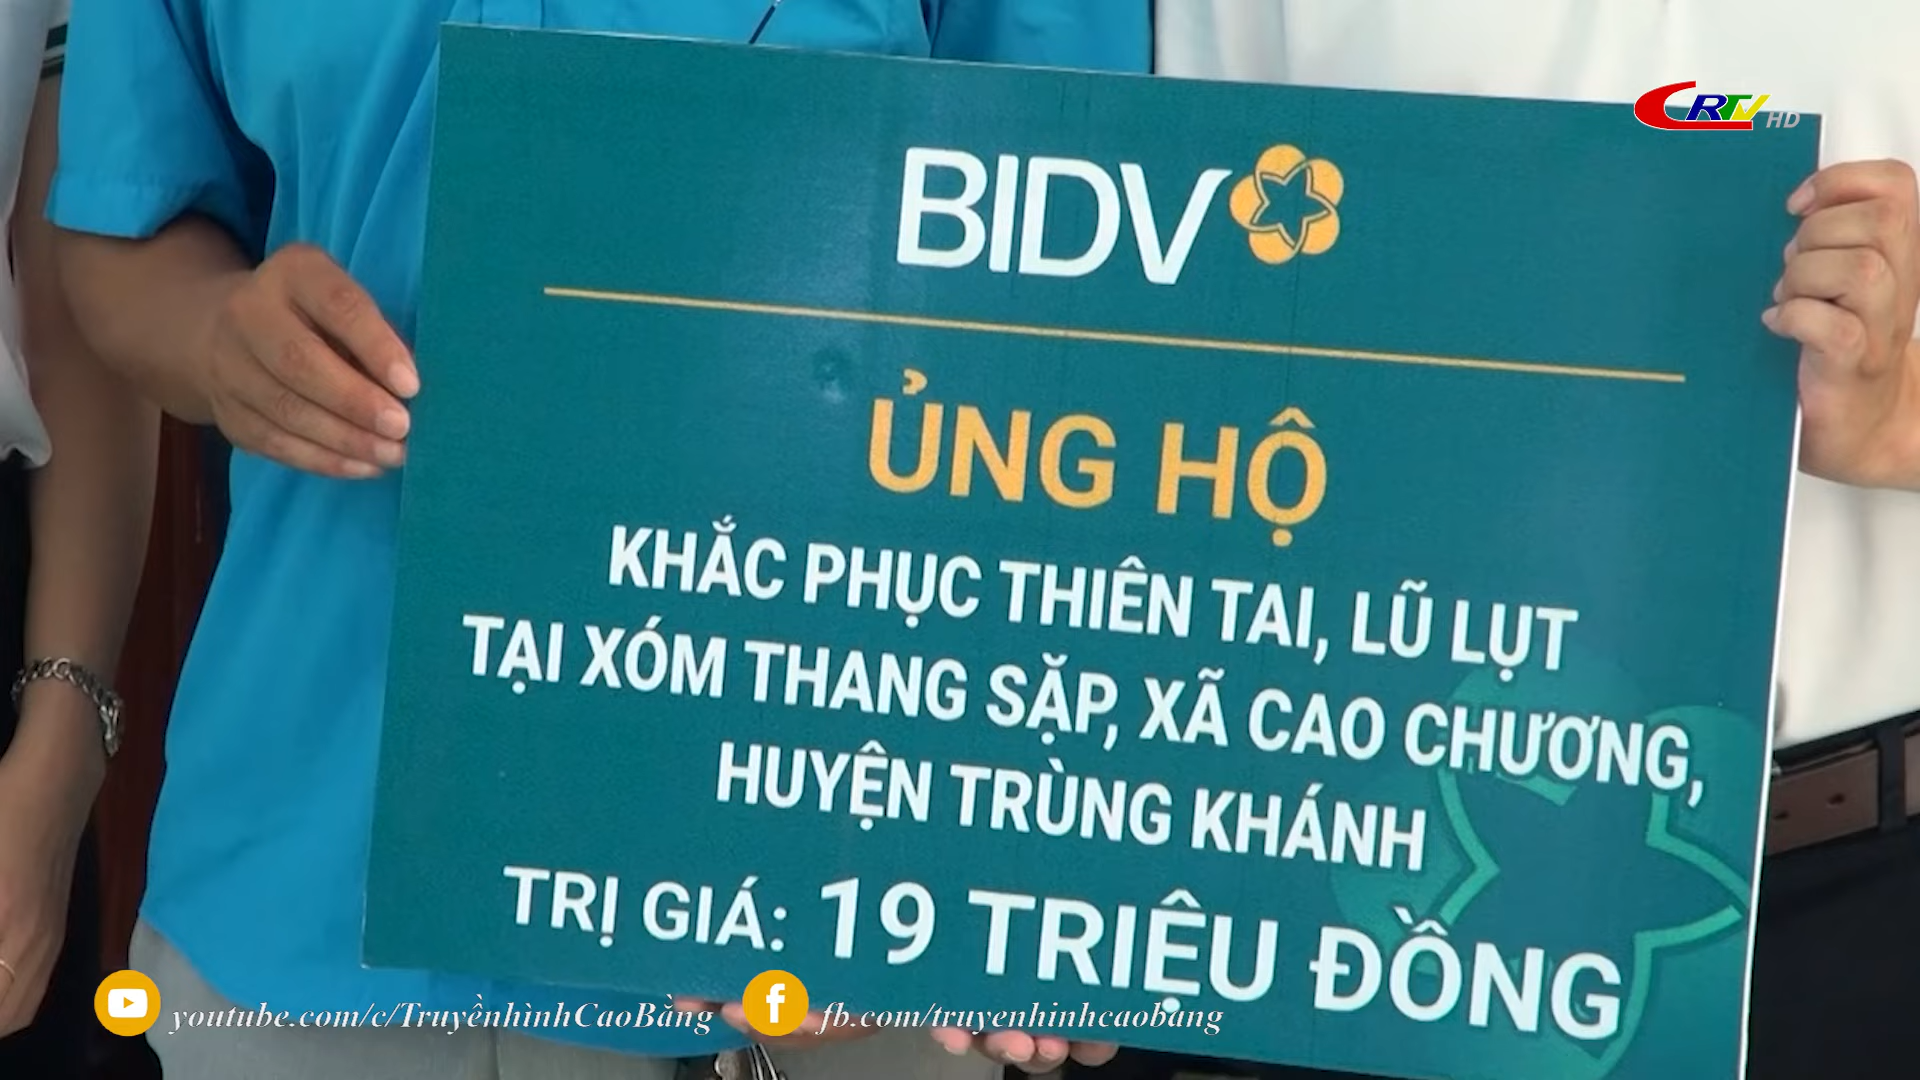 CRTV HD
BIDV
ỦNG HỘ
KHẮC PHỤC THIÊN TAI, LŨ LỤT
TẠI XÓM THANG SẶP, XÃ CAO CHƯƠNG,
HUYỆN TRÙNG KHÁNH
TRỊ GIÁ: 19 TRIỆU ĐỒNG
youtube.com/c/TruyềnhìnhCaoBằng
fb.com/truyenhinhcaobang